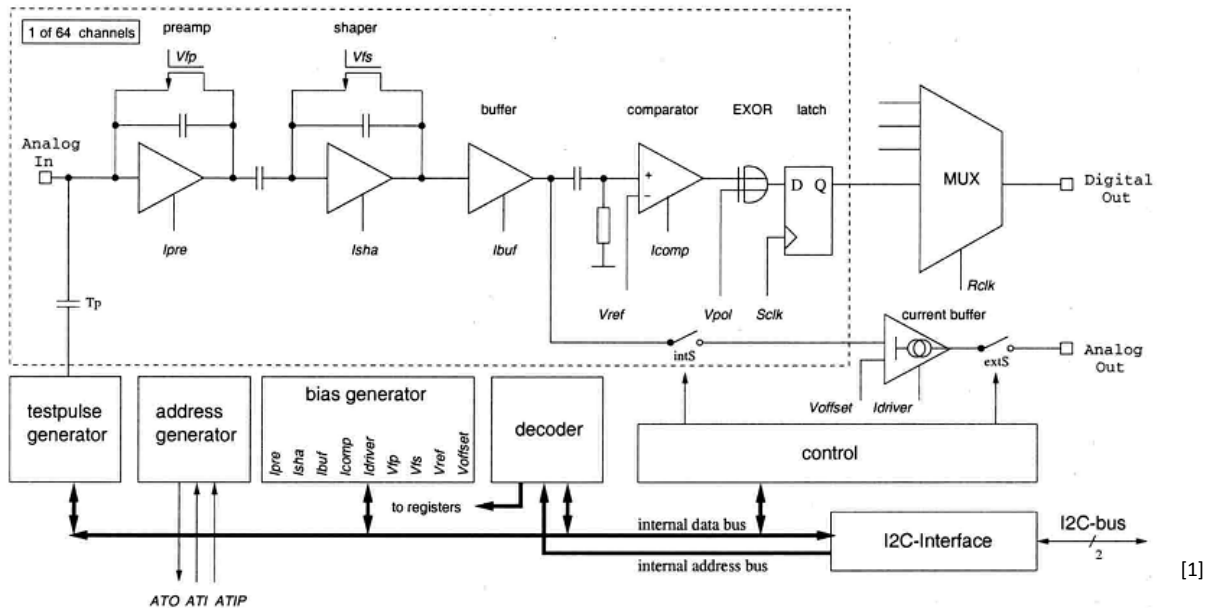 1 of 64 channels
preamp
shaper
Vfp
Vfs
buffer
comparator
EXOR
latch
Analog
In
+
−
D Q
MUX
Digital
Out
Ipre
Isha
Ibuf
Icomp
Rclk
Tp
Vref
Vpol
Sclk
current buffer
intS
extS
Analog
Out
Voffset
Idriver
testpulse
generator
address
generator
bias generator
Ipre
Isha
Ibuf
Icomp
Idriver
Vfp
Vfs
Vref
Voffset
decoder
control
to registers
internal data bus
internal address bus
I2C-Interface
I2C-bus
2
[1]
ATO
ATI
ATIP